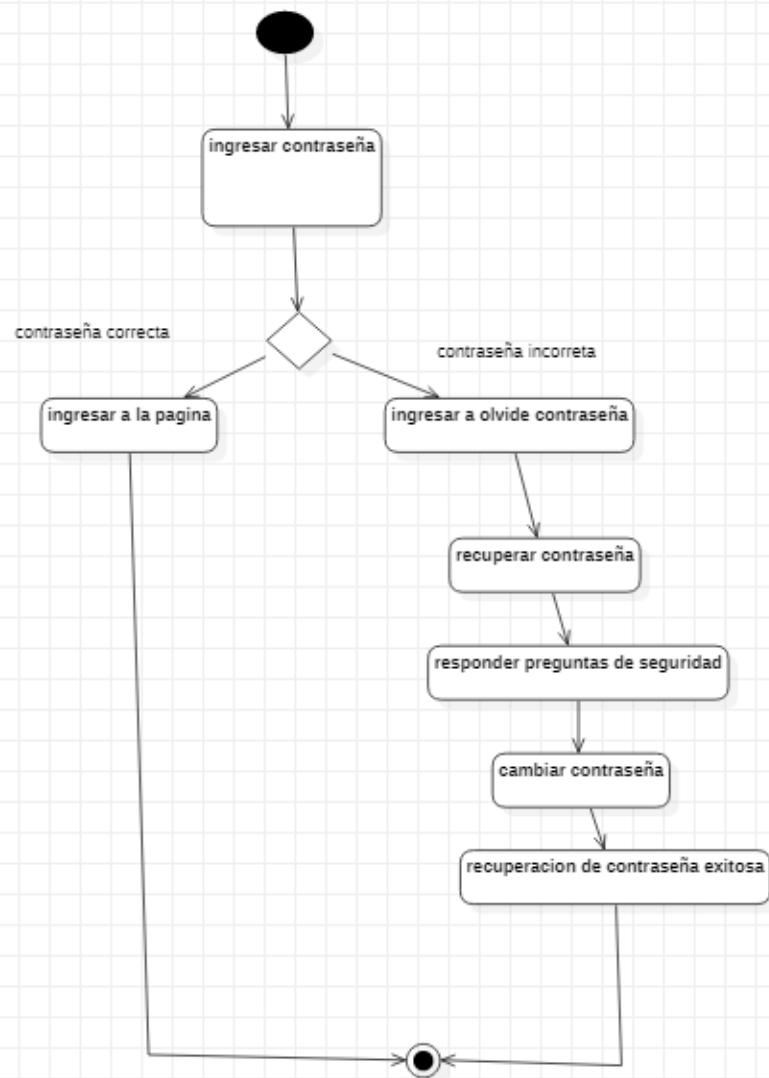 ingresar contraseña
contraseña correcta
contraseña incorreta
ingresar a la pagina
ingresar a olvide contraseña
recuperar contraseña
responder preguntas de seguridad
cambiar contraseña
recuperacion de contraseña exitosa